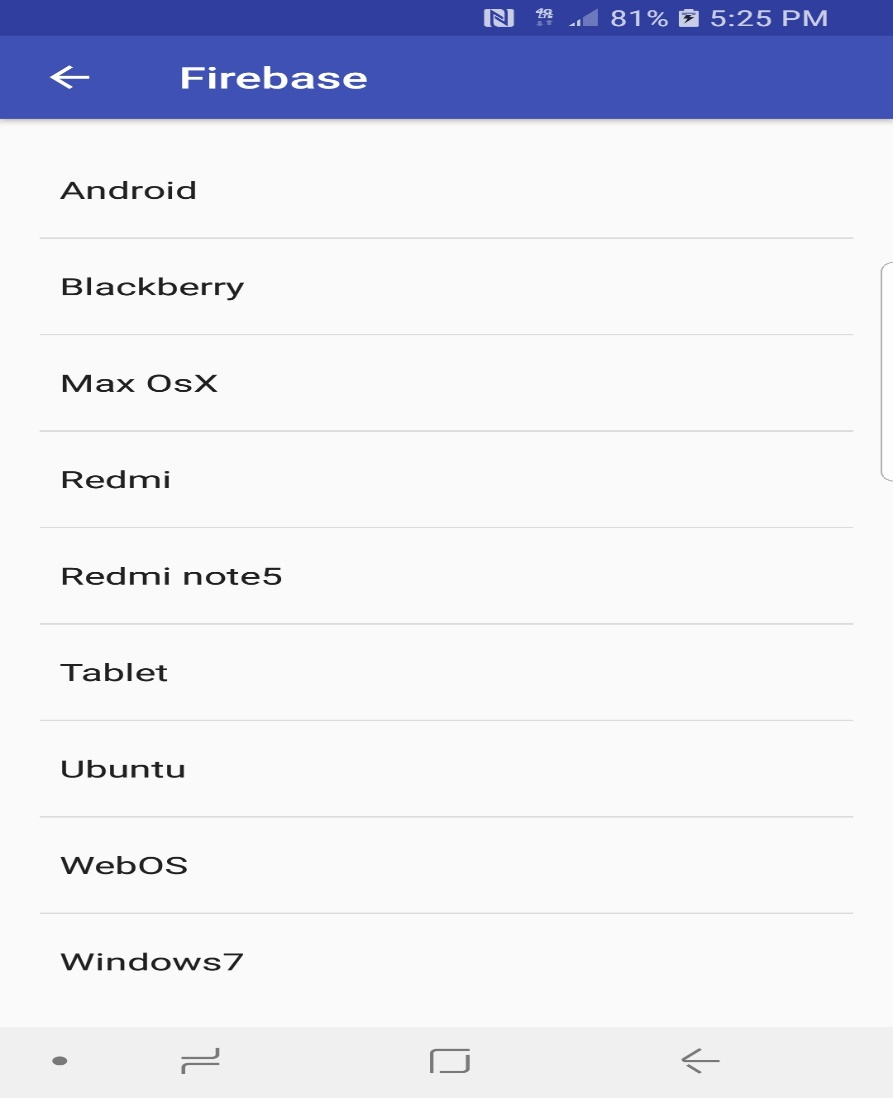 81% 5:25 PM
Firebase
Android
Blackberry
Max OsX
Redmi
Redmi note5
Tablet
Ubuntu
WebOS
Windows7